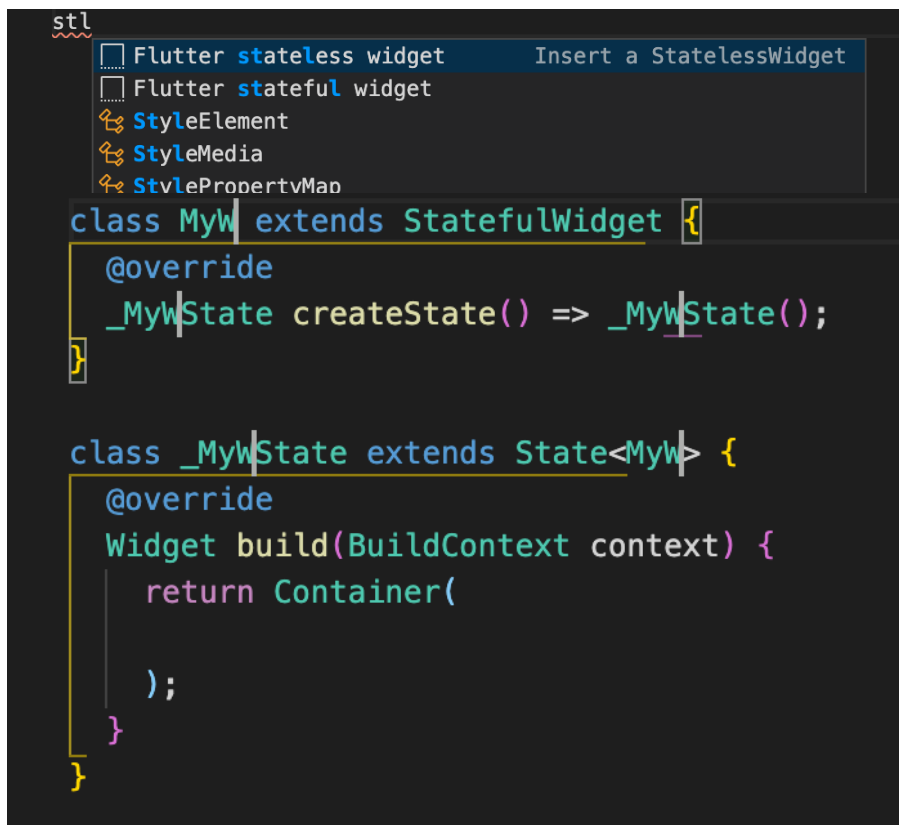 stl
Flutter stateless widget Insert a StatelessWidget
Flutter stateful widget
StyleElement
StyleMedia
StylePropertyMap
class MyW extends StatefulWidget {
@override
_MyWState createState() => _MyWState();
}
class _MyWState extends State<MyW> {
@override
Widget build(BuildContext context) {
return Container(
);
}
}